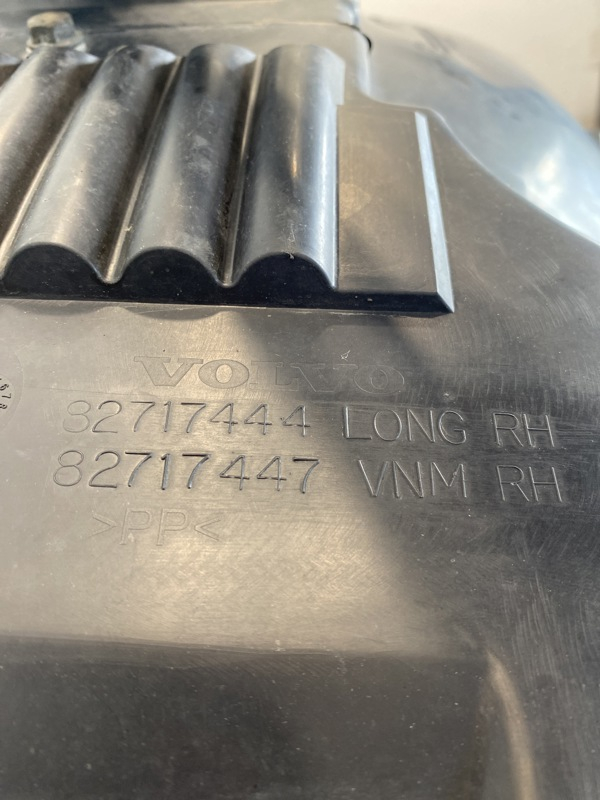 VOLVO
82717444 LONG RH
82717447 VNM RH
>PP<